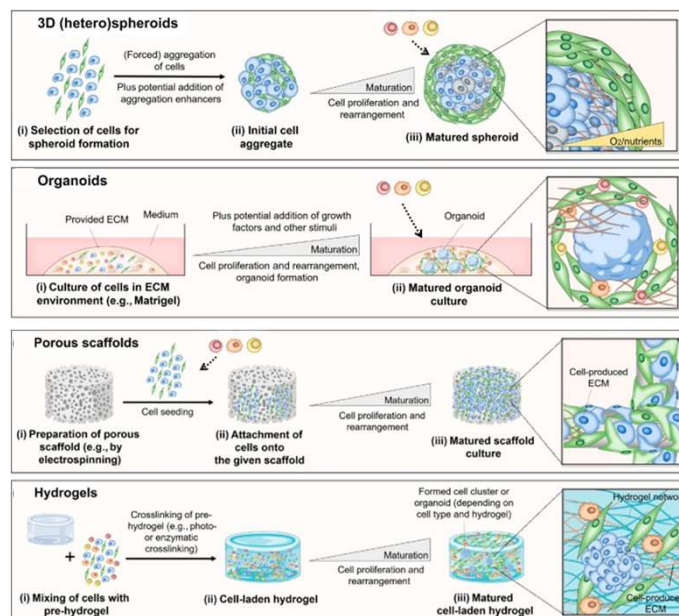 3D (hetero)spheroids
(Forced) aggregation
of cells
Plus potential addition of
aggregation enhancers
Maturation
Cell proliferation and
rearrangement
(i) Selection of cells for
spheroid formation
(ii) Initial cell
aggregate
(iii) Matured spheroid
O2/nutrients
Organoids
Provided ECM
Medium
Plus potential addition of growth
factors and other stimuli
Maturation
Cell proliferation and rearrangement,
organoid formation
Organoid
(i) Culture of cells in ECM
environment (e.g., Matrigel)
(ii) Matured organoid
culture
Porous scaffolds
Cell seeding
Maturation
Cell proliferation and
rearrangement
Cell-produced
ECM
(i) Preparation of porous
scaffold (e.g., by
electrospinning)
(ii) Attachment of
cells onto
the given scaffold
(iii) Matured scaffold
culture
Hydrogels
Crosslinking of pre-
hydrogel (e.g., photo-
or enzymatic
crosslinking)
Formed cell cluster or
organoid (depending on
cell type and hydrogel)
Maturation
Cell proliferation and
rearrangement
Hydrogel network
Cell-produced
ECM
(i) Mixing of cells with
pre-hydrogel
(ii) Cell-laden hydrogel
(iii) Matured
cell-laden hydrogel